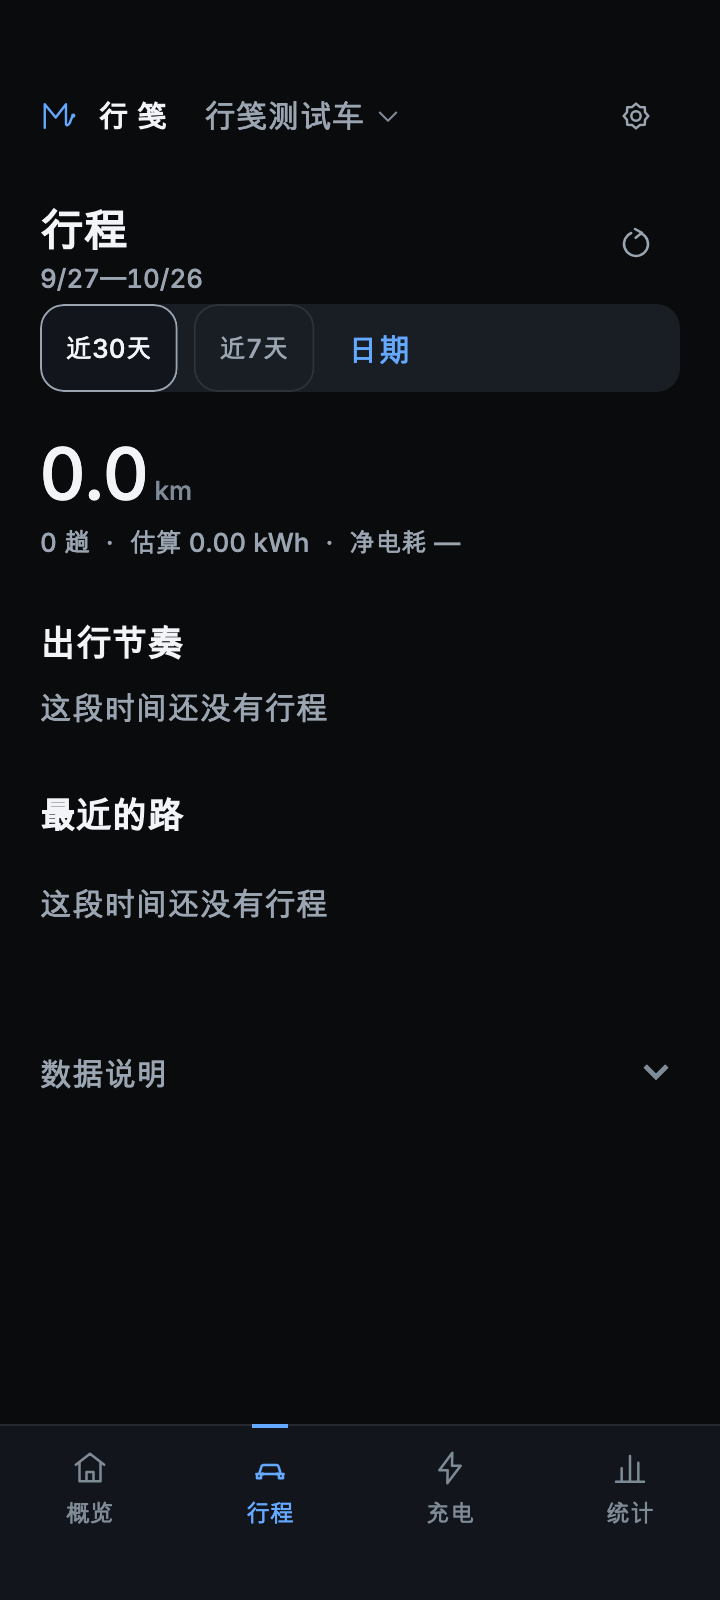 行笺 行笺测试车
行程
9/27—10/26
近30天 近7天 日期
0.0 km
0 趟 · 估算 0.00 kWh · 净电耗 —
出行节奏
这段时间还没有行程
最近的路
这段时间还没有行程
数据说明
概览 行程 充电 统计